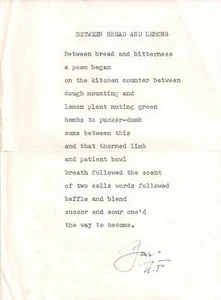 BETWEEN BREAD AND LEMONS
Between bread and bitterness
a poem began
on the kitchen counter between
dough mounting and
lemon plant muting green
bombs to pucker-dumb
suns between this
and that thorned limb
and patient bowl
breath followed the scent
of two calls words followed
baffle and blend
succor and sour one'd
the way to become.